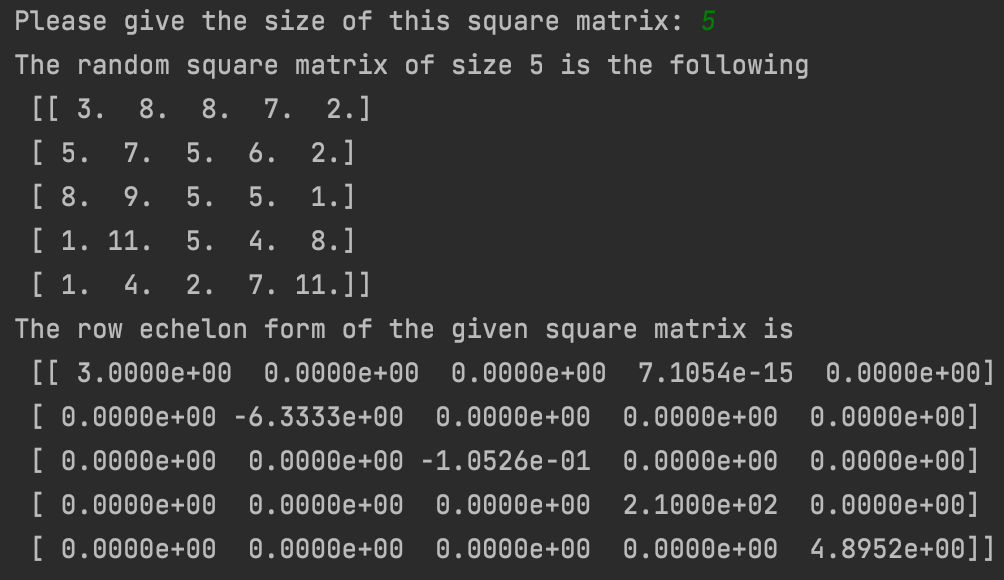 Please give the size of this square matrix: 5
The random square matrix of size 5 is the following
[[ 3.  8.  8.  7.  2.]
[ 5.  7.  5.  6.  2.]
[ 8.  9.  5.  5.  1.]
[ 1. 11.  5.  4.  8.]
[ 1.  4.  2.  7. 11.]]
The row echelon form of the given square matrix is
[[ 3.0000e+00  0.0000e+00  0.0000e+00  7.1054e-15  0.0000e+00]
[ 0.0000e+00 -6.3333e+00  0.0000e+00  0.0000e+00  0.0000e+00]
[ 0.0000e+00  0.0000e+00 -1.0526e-01  0.0000e+00  0.0000e+00]
[ 0.0000e+00  0.0000e+00  0.0000e+00  2.1000e+02  0.0000e+00]
[ 0.0000e+00  0.0000e+00  0.0000e+00  0.0000e+00  4.8952e+00]]